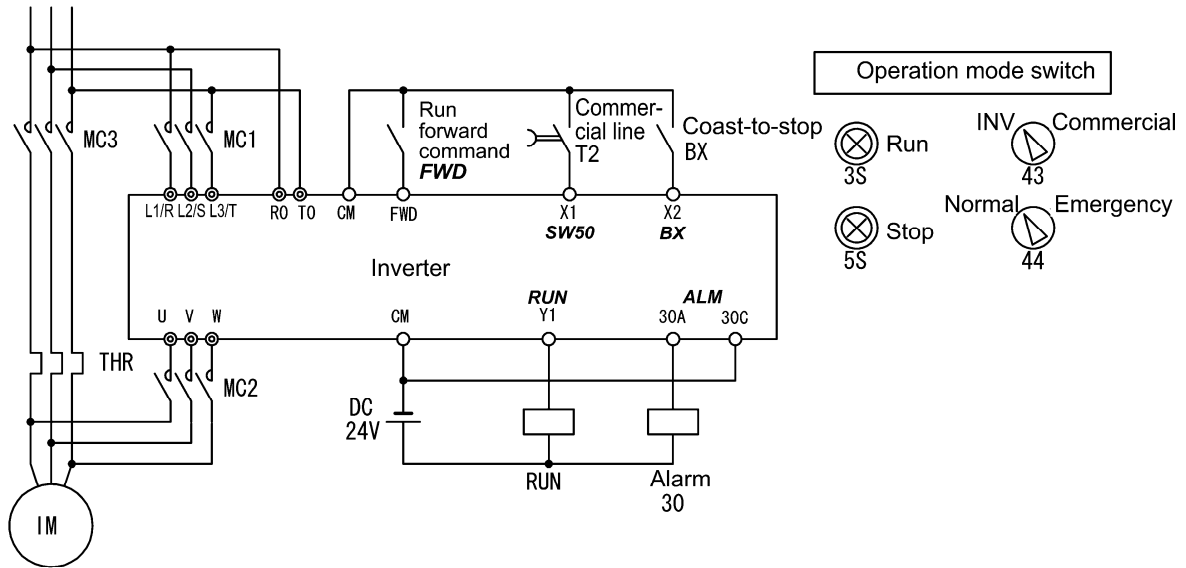 Operation mode switch
MC3
MC1
Run
forward
command
FWD
Commer-
cial line
T2
Coast-to-stop
BX
Run
3S
INV
Commercial
43
Stop
5S
Normal
Emergency
44
L1/R L2/S L3/T
R0 T0
CM
FWD
X1
SW50
X2
BX
Inverter
U V W
CM
RUN
Y1
ALM
30A
30C
THR
MC2
DC
24V
RUN
Alarm
30
IM